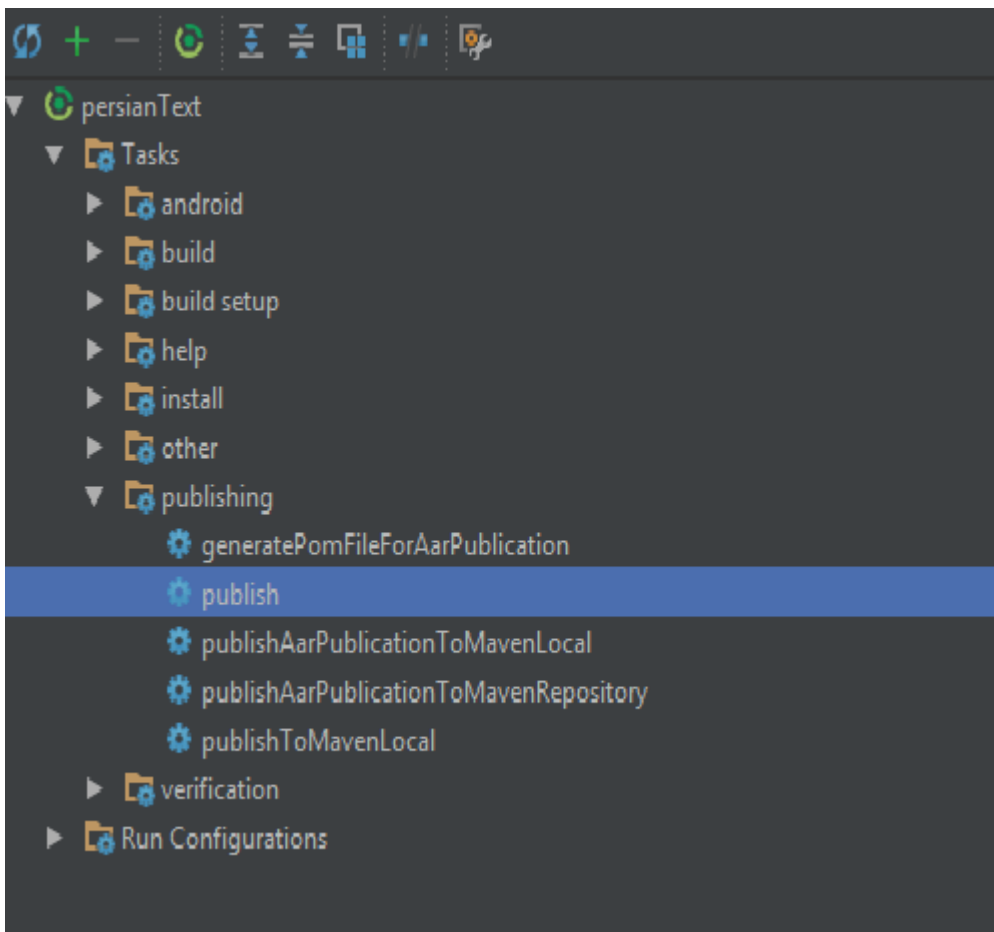 persianText
Tasks
android
build
build setup
help
install
other
publishing
generatePomFileForAarPublication
publish
publishAarPublicationToMavenLocal
publishAarPublicationToMavenRepository
publishToMavenLocal
verification
Run Configurations